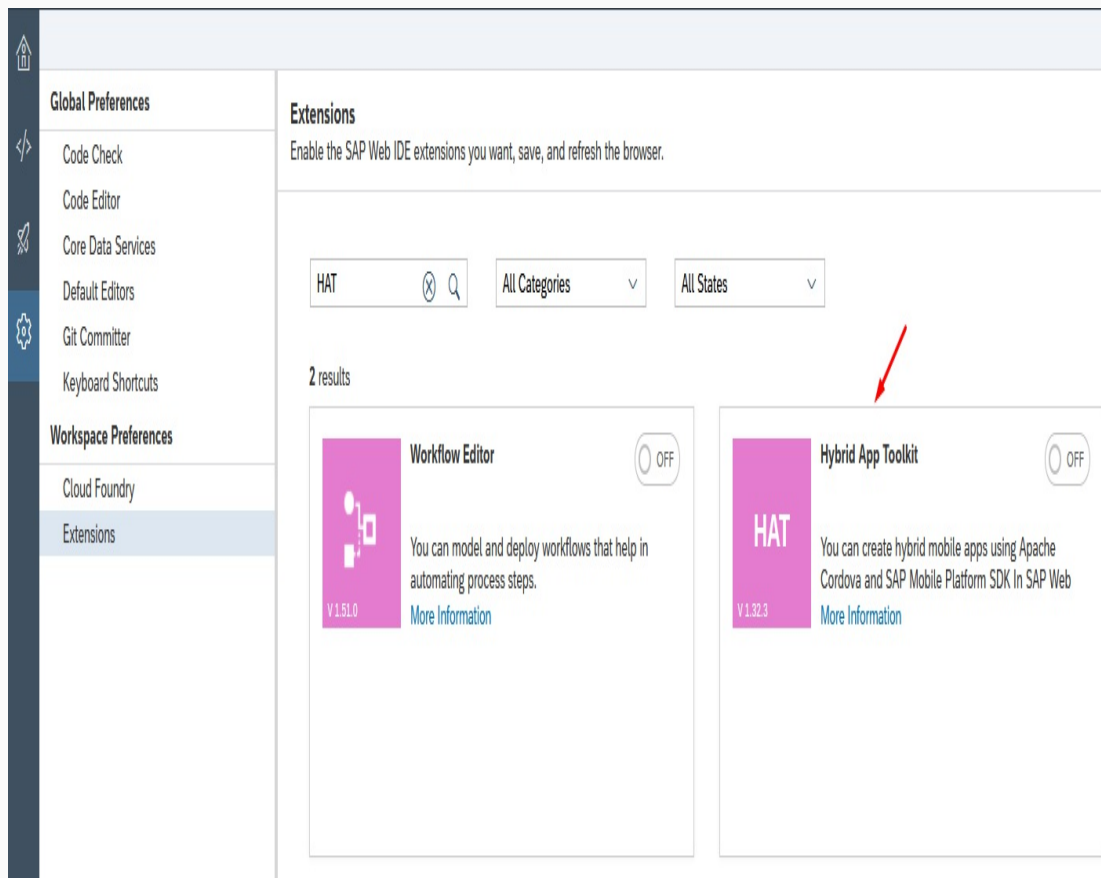 Global Preferences
Code Check
Code Editor
Core Data Services
Default Editors
Git Committer
Keyboard Shortcuts
Workspace Preferences
Cloud Foundry
Extensions
Extensions
Enable the SAP Web IDE extensions you want, save, and refresh the browser.
HAT
All Categories
All States
2 results
Workflow Editor
OFF
You can model and deploy workflows that help in
automating process steps.
More Information
V 1.51.0
Hybrid App Toolkit
OFF
HAT
You can create hybrid mobile apps using Apache
Cordova and SAP Mobile Platform SDK In SAP Web
More Information
V 1.32.3